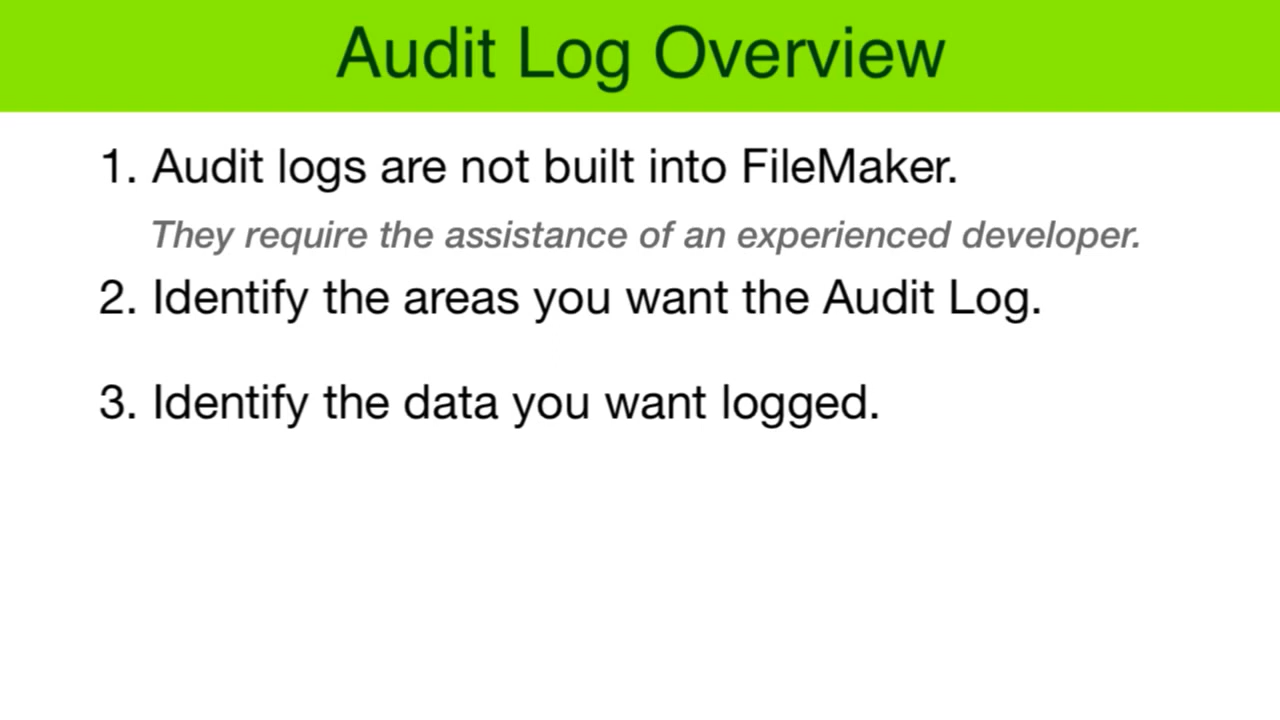 Audit Log Overview
1. Audit logs are not built into FileMaker.
They require the assistance of an experienced developer.
2. Identify the areas you want the Audit Log.
3. Identify the data you want logged.